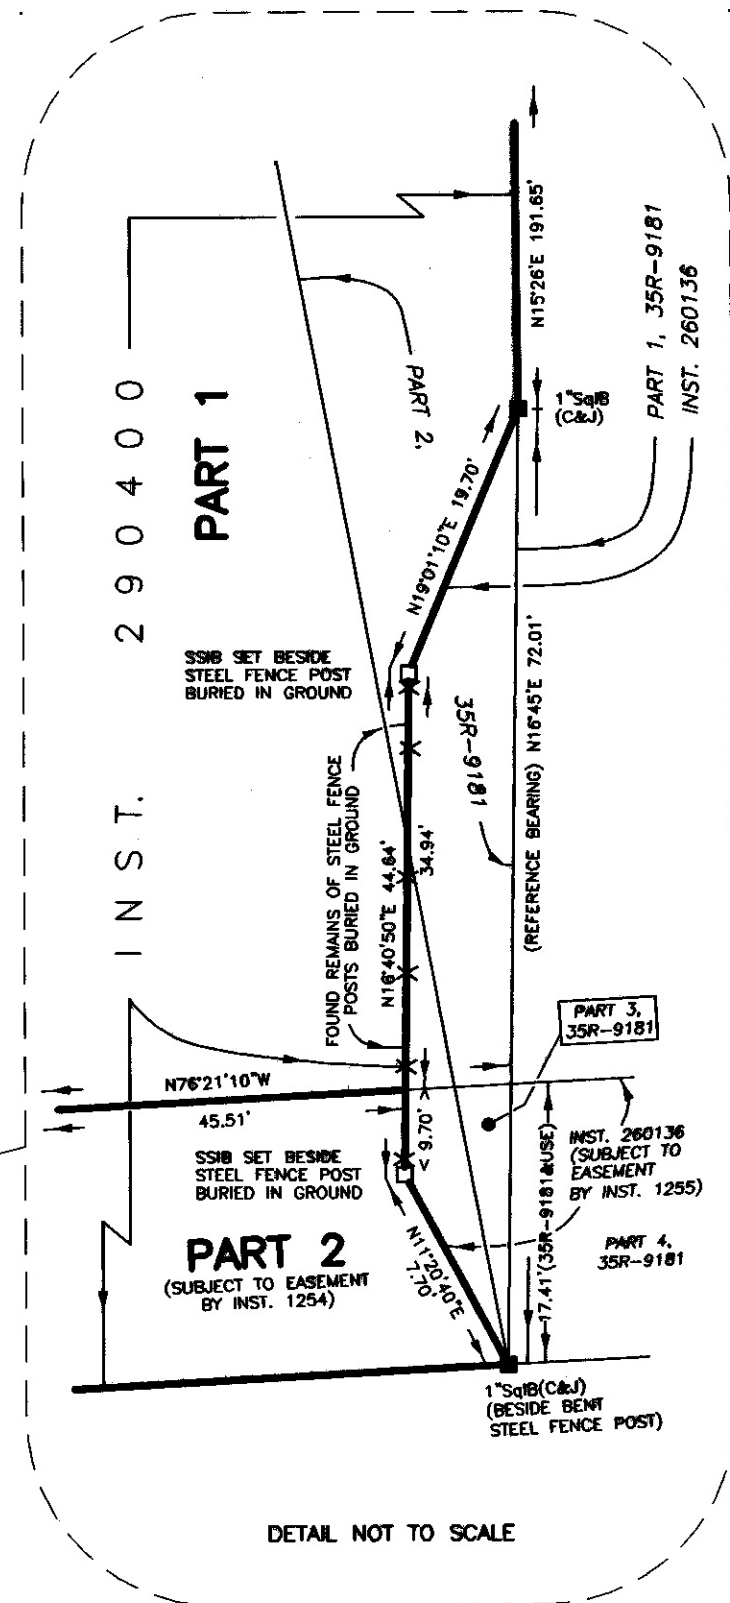 N15°26'E 191.65'
PART 1, 35R-9181
INST. 260136
1"SqIB
(C&J)
PART 2,
35R-9181
N19°01'10"E 19.70'
INST. 290400
PART 1
SSIB SET BESIDE
STEEL FENCE POST
BURIED IN GROUND
FOUND REMAINS OF STEEL FENCE
POSTS BURIED IN GROUND
N16°40'50"E 44.64'
34.94'
(REFERENCE BEARING) N16°45'E 72.01'
PART 3,
35R-9181
N76°21'10"W
45.51'
9.70'
SSIB SET BESIDE
STEEL FENCE POST
BURIED IN GROUND
INST. 260136
(SUBJECT TO
EASEMENT
BY INST. 1255)
17.41'(35R-9181&USE)
PART 2
(SUBJECT TO EASEMENT
BY INST. 1254)
N11°20'40"E
7.70'
PART 4,
35R-9181
1"SqIB(C&J)
(BESIDE BENT
STEEL FENCE POST)
DETAIL NOT TO SCALE